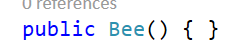 0 references
public Bee() { }